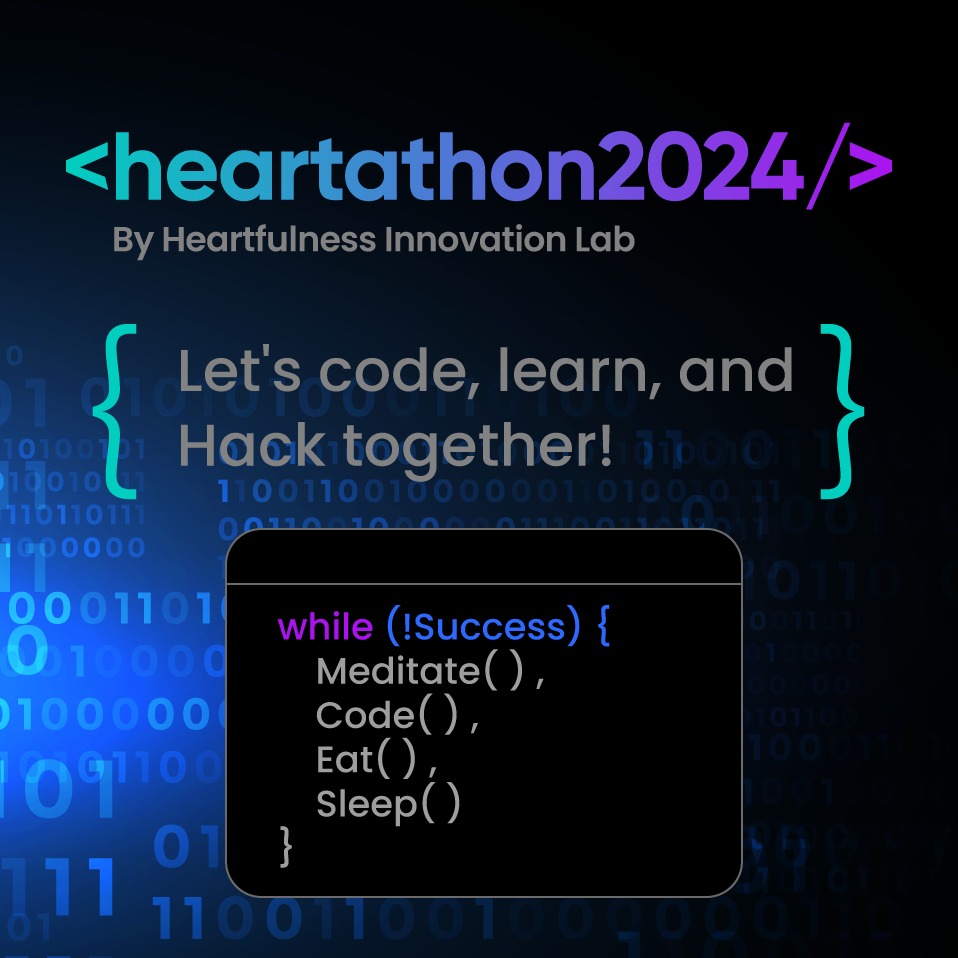 <heartathon2024/>
By Heartfulness Innovation Lab
{ Let's code, learn, and
Hack together! }
while (!Success) {
Meditate( ) ,
Code( ) ,
Eat( ) ,
Sleep( )
}